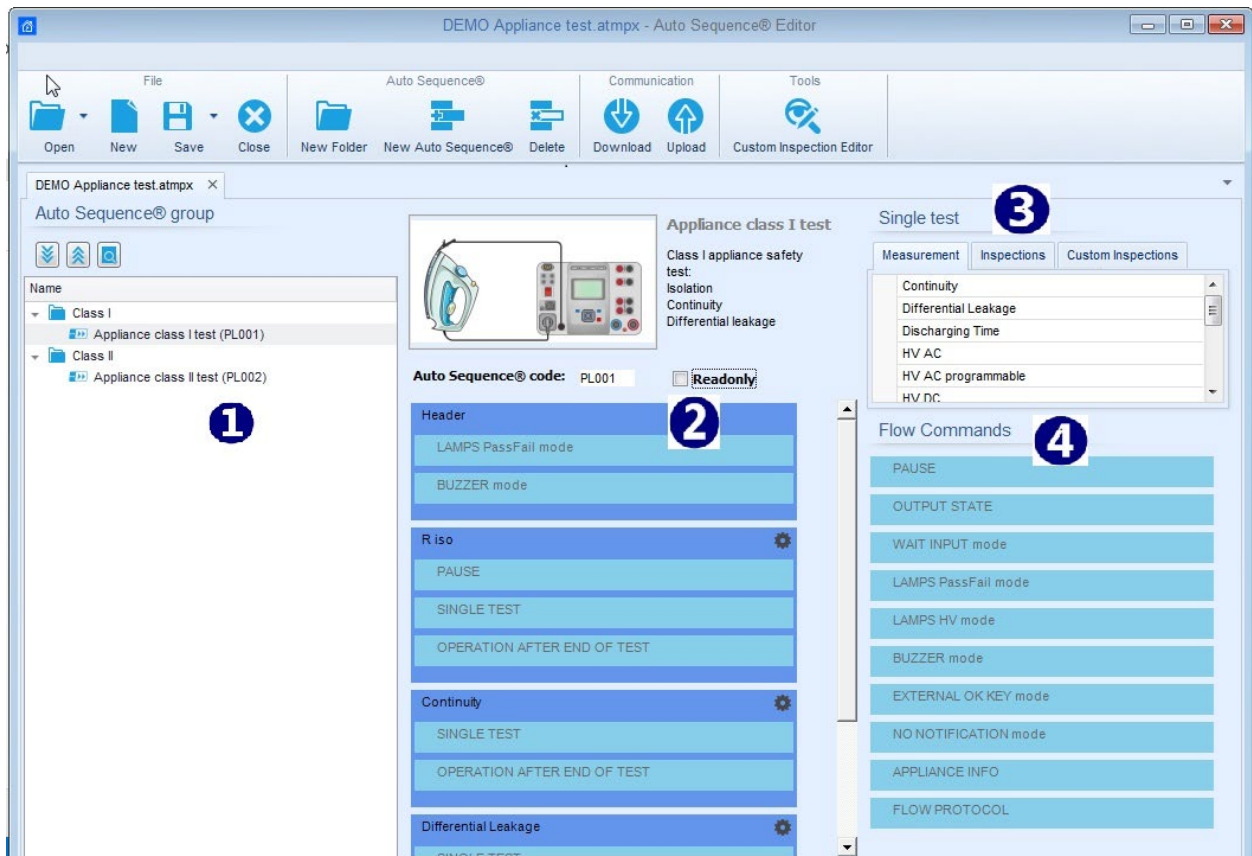 DEMO Appliance test.atmpx - Auto Sequence® Editor
File
Auto Sequence®
Communication
Tools
Open
New
Save
Close
New Folder
New Auto Sequence®
Delete
Download
Upload
Custom Inspection Editor
DEMO Appliance test.atmpx
Auto Sequence® group
Name
Class I
Appliance class I test (PL001)
Class II
Appliance class II test (PL002)
1
Appliance class I test
Class I appliance safety
test:
Isolation
Continuity
Differential leakage
Auto Sequence® code: PL001
Readonly
2
Header
LAMPS PassFail mode
BUZZER mode
R iso
PAUSE
SINGLE TEST
OPERATION AFTER END OF TEST
Continuity
SINGLE TEST
OPERATION AFTER END OF TEST
Differential Leakage
SINGLE TEST
Single test
3
Measurement
Inspections
Custom Inspections
Continuity
Differential Leakage
Discharging Time
HV AC
HV AC programmable
HV DC
Flow Commands
4
PAUSE
OUTPUT STATE
WAIT INPUT mode
LAMPS PassFail mode
LAMPS HV mode
BUZZER mode
EXTERNAL OK KEY mode
NO NOTIFICATION mode
APPLIANCE INFO
FLOW PROTOCOL